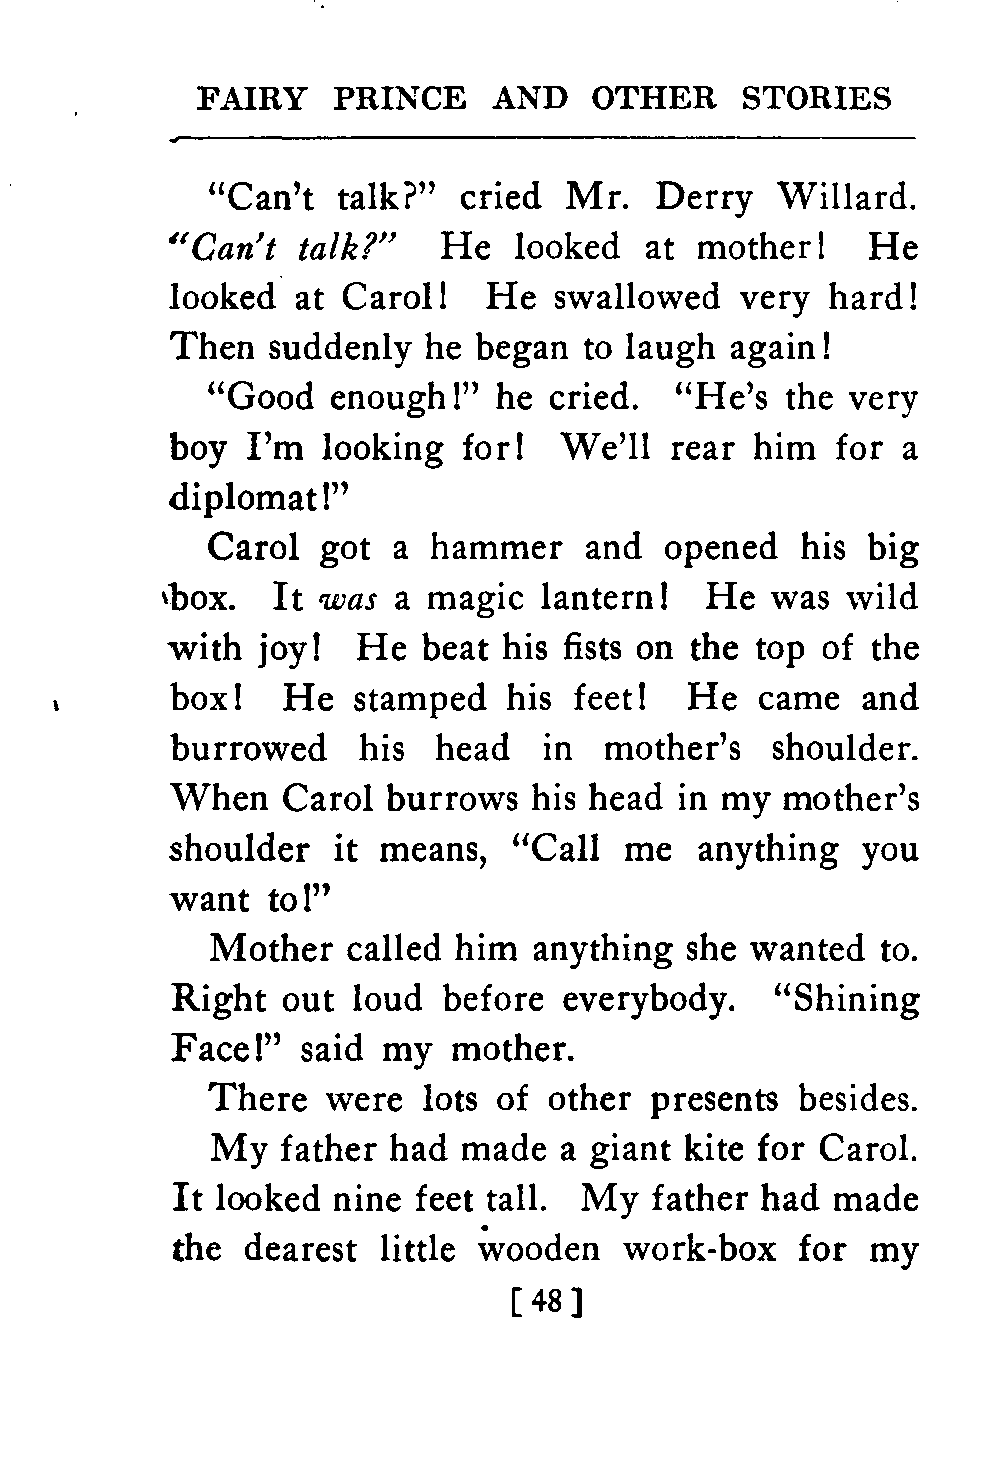 FAIRY PRINCE AND OTHER STORIES
"Can't talk?" cried Mr. Derry Willard.
"Can't talk?" He looked at mother! He
looked at Carol! He swallowed very hard!
Then suddenly he began to laugh again!
"Good enough!" he cried. "He's the very
boy I'm looking for! We'll rear him for a
diplomat!"
Carol got a hammer and opened his big
box. It was a magic lantern! He was wild
with joy! He beat his fists on the top of the
box! He stamped his feet! He came and
burrowed his head in mother's shoulder.
When Carol burrows his head in my mother's
shoulder it means, "Call me anything you
want to!"
Mother called him anything she wanted to.
Right out loud before everybody. "Shining
Face!" said my mother.
There were lots of other presents besides.
My father had made a giant kite for Carol.
It looked nine feet tall. My father had made
the dearest little wooden work-box for my
[48]